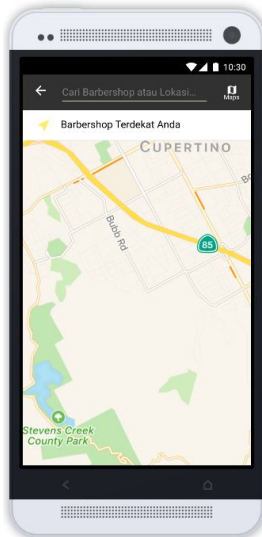 10:30
Cari Barbershop atau Lokasi...
Maps
Barbershop Terdekat Anda
CUPERTINO
Bubb Rd
85
Stevens Creek
County Park